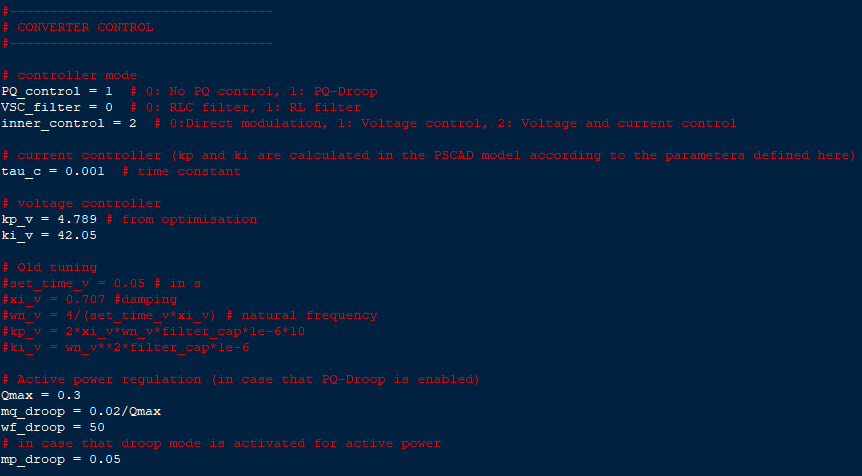 #---------------------------------
# CONVERTER CONTROL
#---------------------------------
# controller mode
PQ_control = 1  # 0: No PQ control, 1: PQ-Droop
VSC_filter = 0  # 0: RLC filter, 1: RL filter
inner_control = 2  # 0:Direct modulation, 1: Voltage control, 2: Voltage and current control
# current controller (kp and ki are calculated in the PSCAD model according to the parameters defined here)
tau_c = 0.001  # time constant
# voltage controller
kp_v = 4.789 # from optimisation
ki_v = 42.05
# Old tuning
#set_time_v = 0.05 # in s
#xi_v = 0.707 #damping
#wn_v = 4/(set_time_v*xi_v) # natural frequency
#kp_v = 2*xi_v*wn_v*filter_cap*1e-6*10
#ki_v = wn_v**2*filter_cap*1e-6
# Active power regulation (in case that PQ-Droop is enabled)
Qmax = 0.3
mq_droop = 0.02/Qmax
wf_droop = 50
# in case that droop mode is activated for active power
mp_droop = 0.05